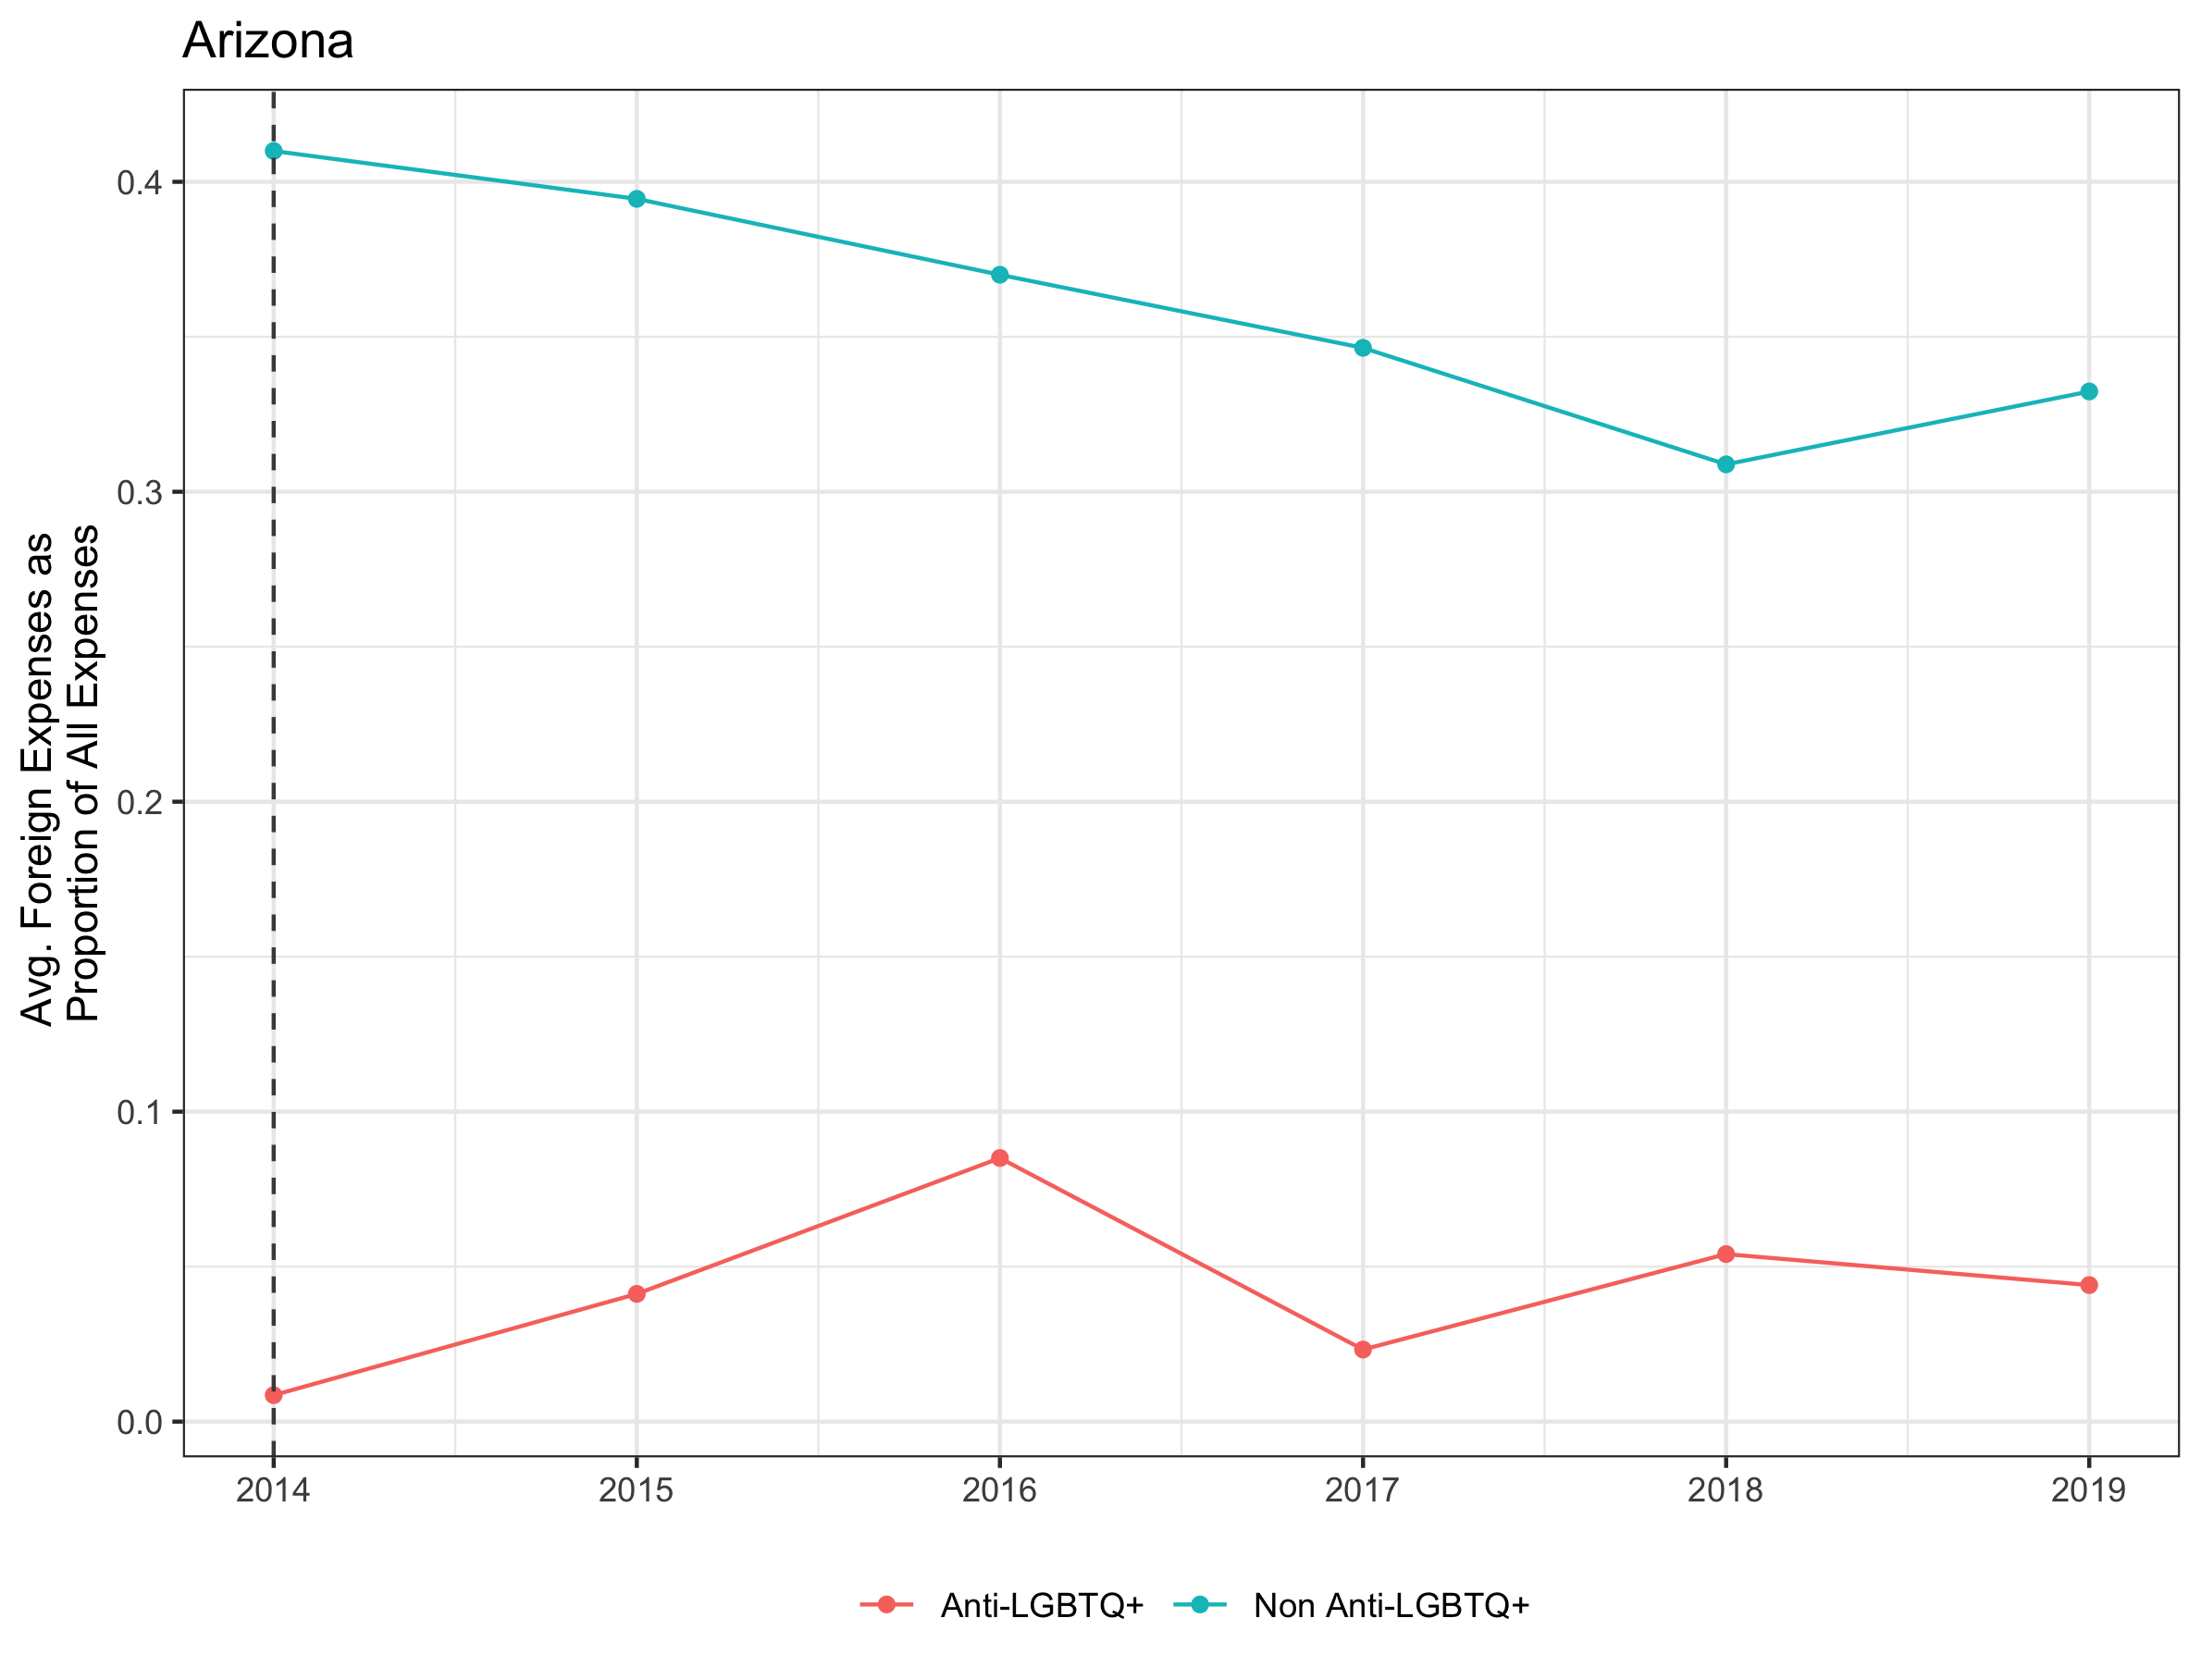 Arizona
Avg. Foreign Expenses as
Proportion of All Expenses
0.4
0.3
0.2
0.1
0.0
2014 2015 2016 2017 2018 2019
Anti-LGBTQ+ Non Anti-LGBTQ+